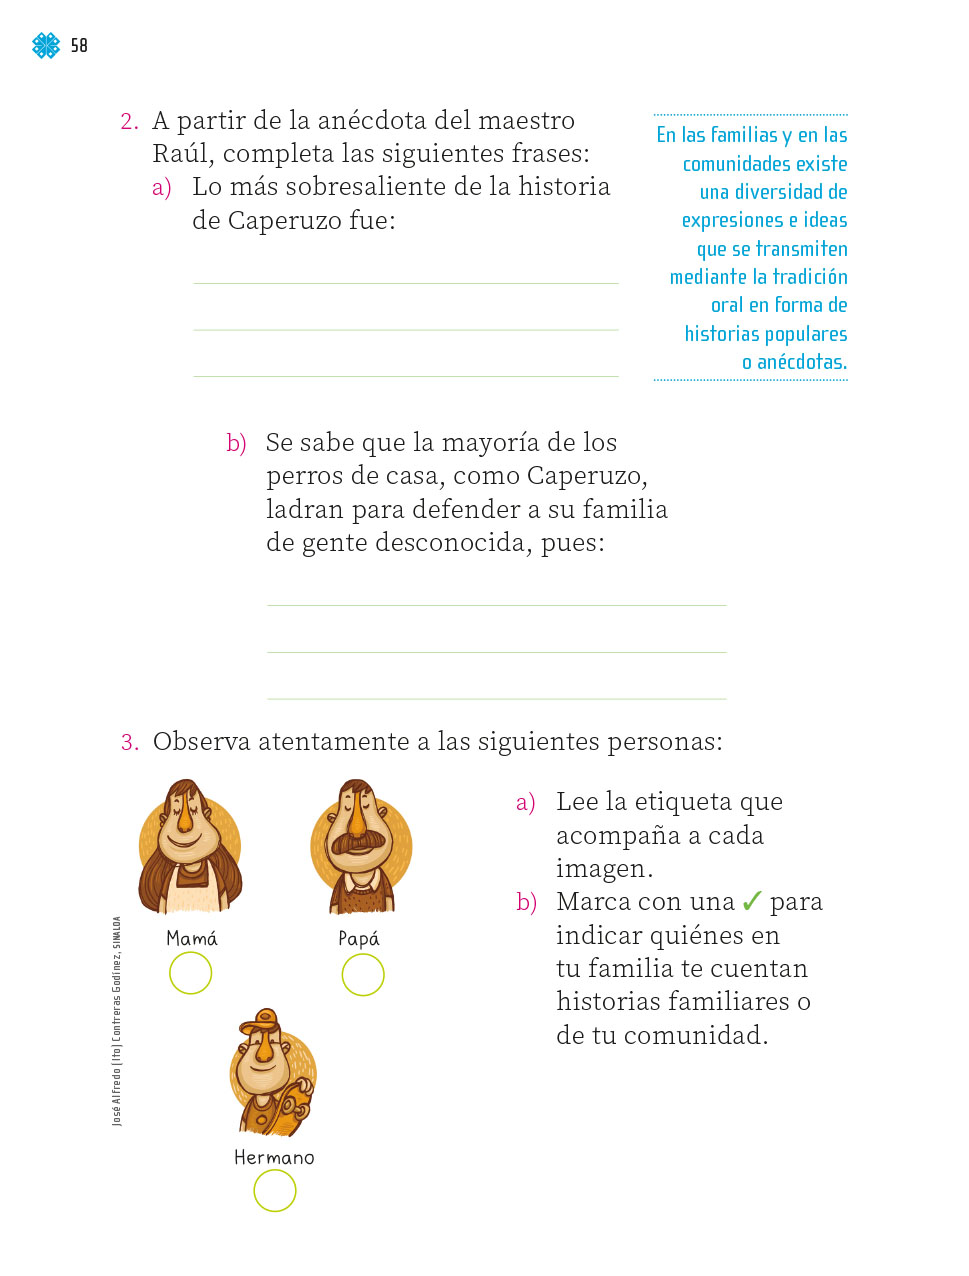 58
2. A partir de la anécdota del maestro
Raúl, completa las siguientes frases:
a) Lo más sobresaliente de la historia
de Caperuzo fue:
En las familias y en las
comunidades existe
una diversidad de
expresiones e ideas
que se transmiten
mediante la tradición
oral en forma de
historias populares
o anécdotas.
b) Se sabe que la mayoría de los
perros de casa, como Caperuzo,
ladran para defender a su familia
de gente desconocida, pues:
3. Observa atentamente a las siguientes personas:
Mamá
Papá
Hermano
a) Lee la etiqueta que
acompaña a cada
imagen.
b) Marca con una ✓ para
indicar quiénes en
tu familia te cuentan
historias familiares o
de tu comunidad.
José Alfredo (Ito) Contreras Godínez, SINALOA